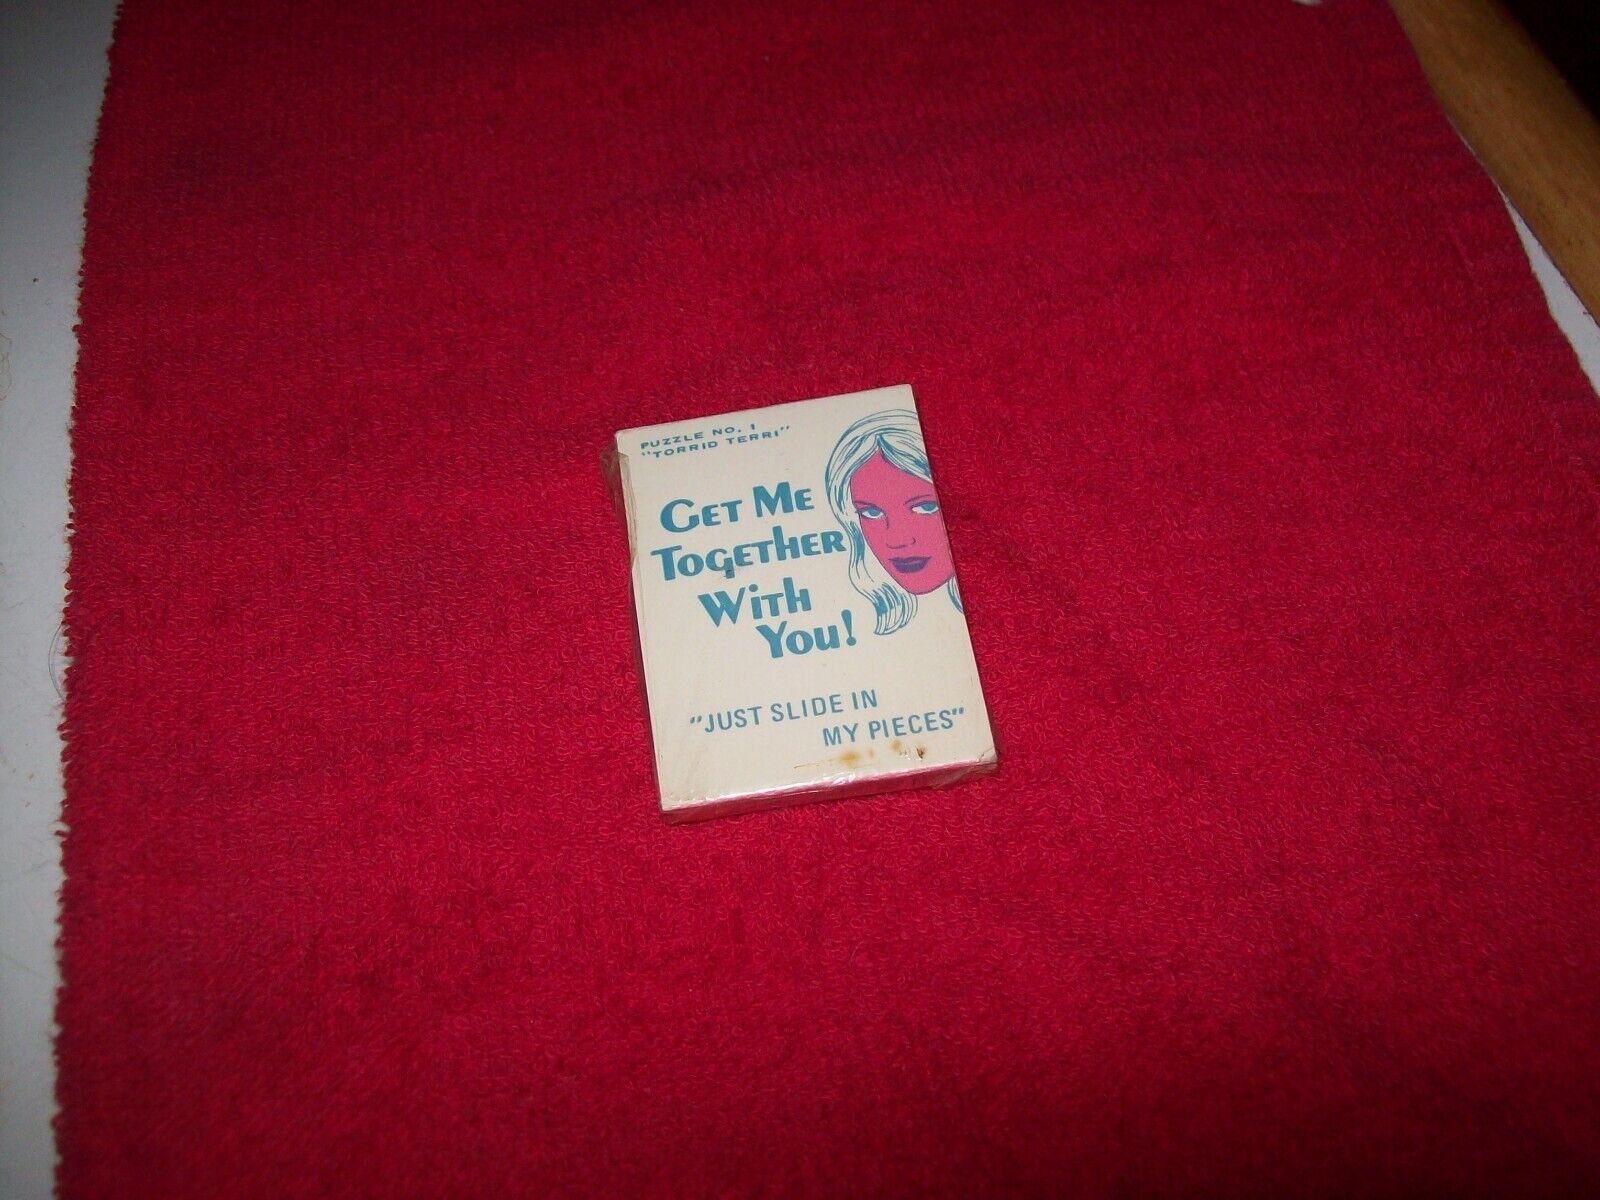 PUZZLE NO. 1
"TORRID TERRI"
GET ME
TOGETHER
WITH
YOU!
"JUST SLIDE IN
MY PIECES"